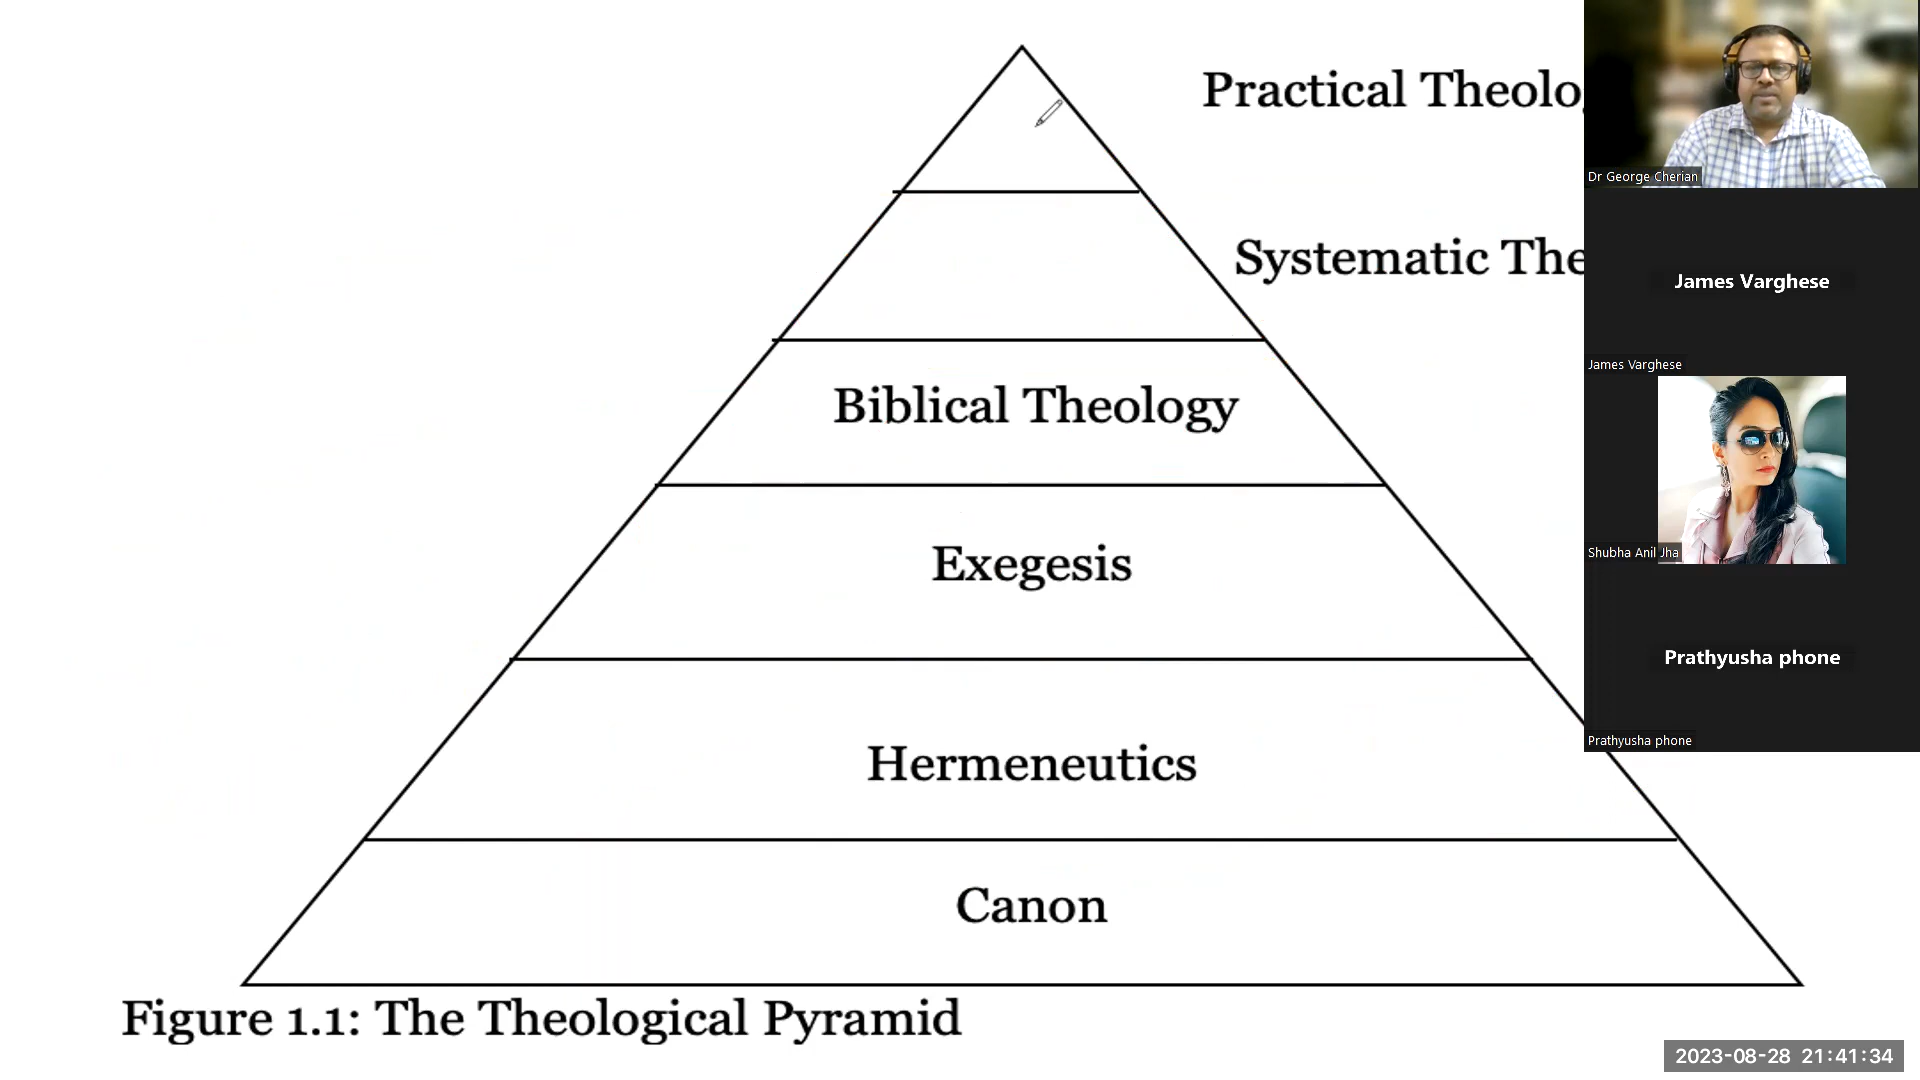 Practical Theolo
Systematic The
Biblical Theology
Exegesis
Hermeneutics
Canon
Figure 1.1: The Theological Pyramid
Dr George Cherian
James Varghese
James Varghese
Shubha Anil Jha
Prathyusha phone
Prathyusha phone
2023-08-28 21:41:34